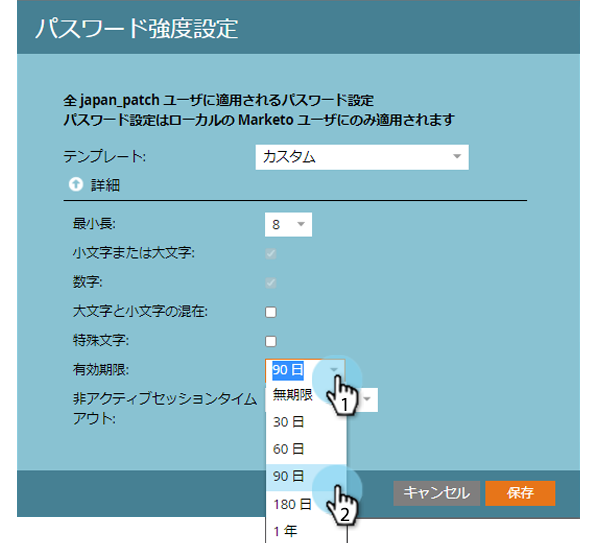 パスワード強度設定
全 japan_patch ユーザに適用されるパスワード設定
パスワード設定はローカルの Marketo ユーザにのみ適用されます
テンプレート: カスタム
詳細
最小長: 8
小文字または大文字:
数字:
大文字と小文字の混在:
特殊文字:
有効期限: 90 日
無期限
30 日
60 日
90 日
180 日
1 年
非アクティブセッションタイム
アウト:
1
2
キャンセル 保存